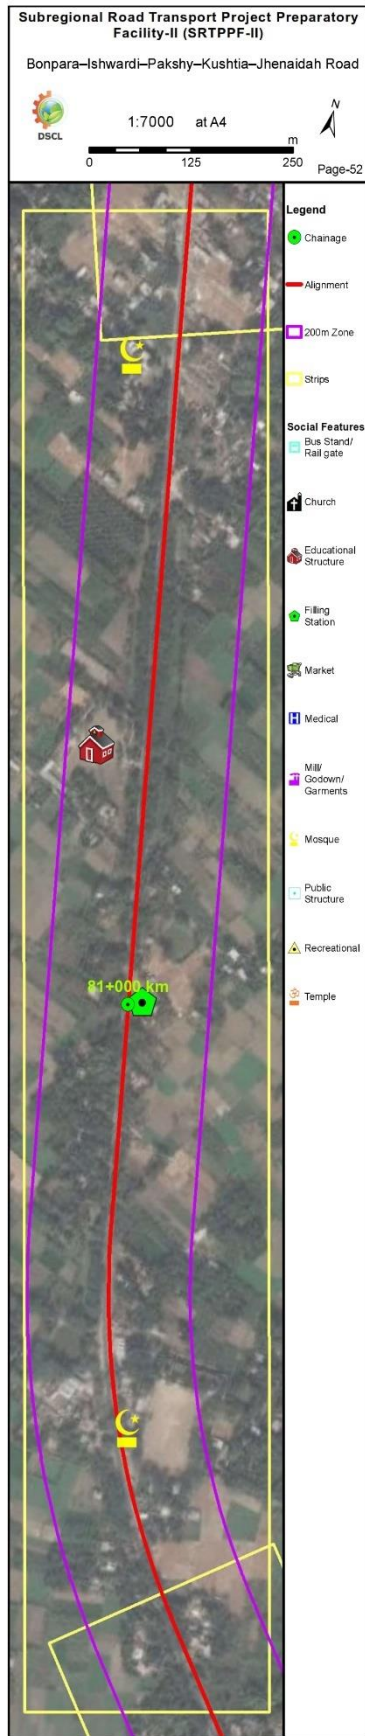 Subregional Road Transport Project Preparatory
Facility-II (SRTPPF-II)
Bonpara–Ishwardi–Pakshy–Kushtia–Jhenaidah Road
DSCL
1:7000 at A4
N
m
0 125 250
Page-52
Legend
Chainage
Alignment
200m Zone
Strips
Social Features
Bus Stand/
Rail gate
Church
Educational
Structure
Filling
Station
Market
Medical
Mill/
Godown/
Garments
Mosque
Public
Structure
Recreational
Temple
81+000 km